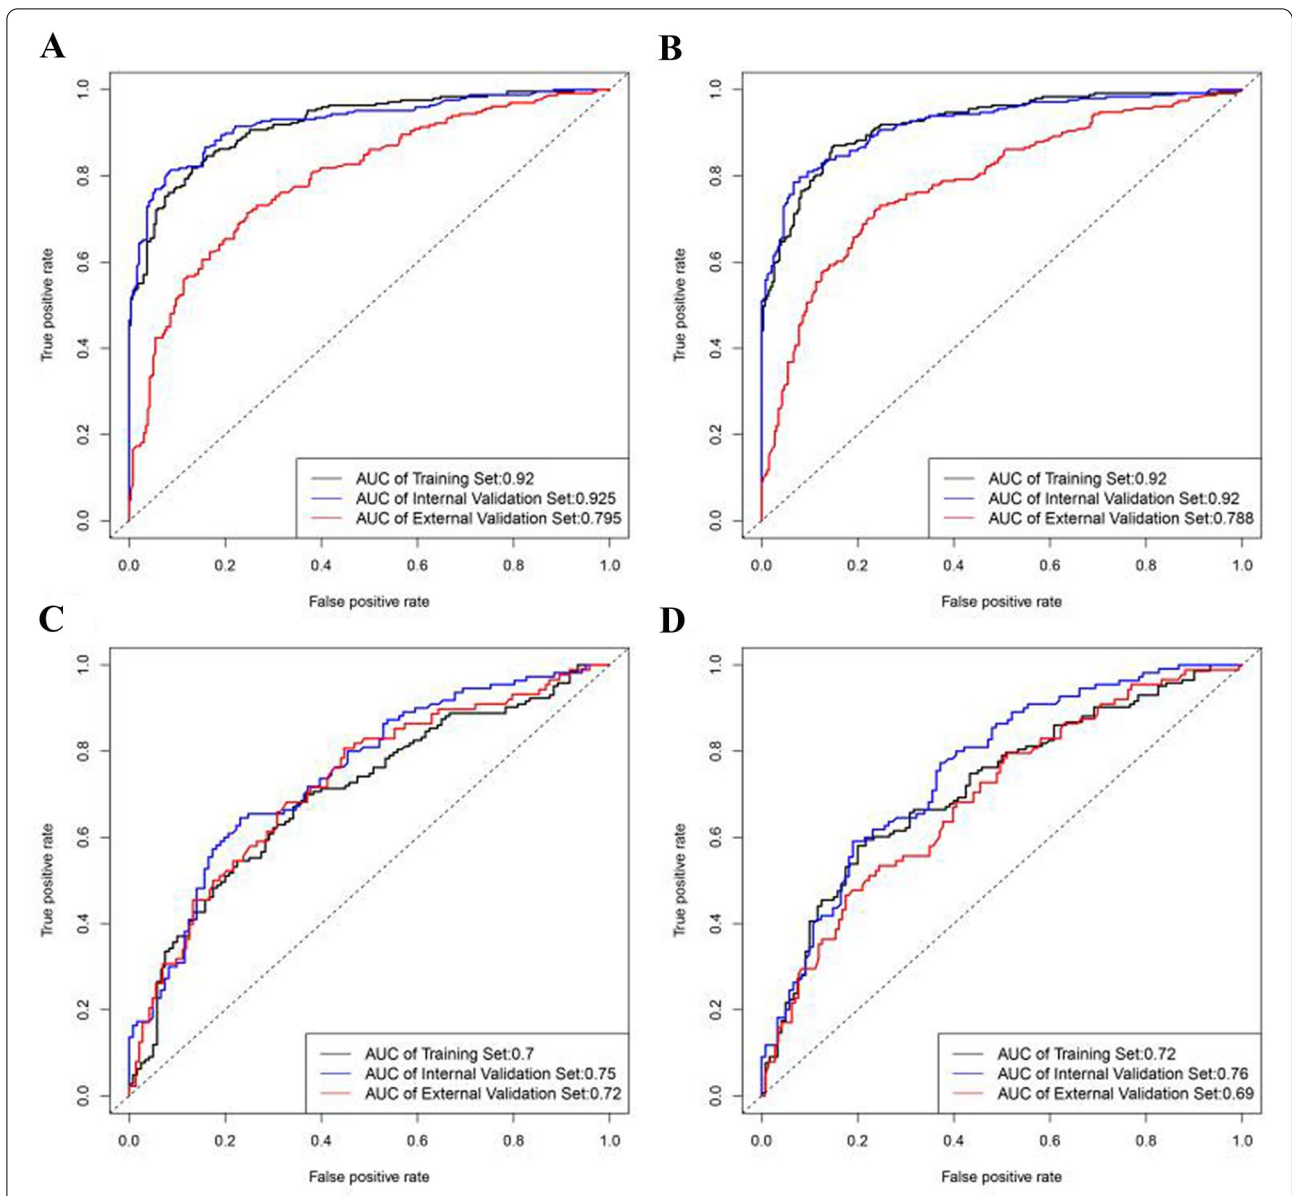 A
True positive rate
1.0
0.8
0.6
0.4
0.2
0.0
AUC of Training Set:0.92
AUC of Internal Validation Set:0.925
AUC of External Validation Set:0.795
0.0 0.2 0.4 0.6 0.8 1.0
False positive rate
B
True positive rate
1.0
0.8
0.6
0.4
0.2
0.0
AUC of Training Set:0.92
AUC of Internal Validation Set:0.92
AUC of External Validation Set:0.788
0.0 0.2 0.4 0.6 0.8 1.0
False positive rate
C
True positive rate
1.0
0.8
0.6
0.4
0.2
0.0
AUC of Training Set:0.7
AUC of Internal Validation Set:0.75
AUC of External Validation Set:0.72
0.0 0.2 0.4 0.6 0.8 1.0
False positive rate
D
True positive rate
1.0
0.8
0.6
0.4
0.2
0.0
AUC of Training Set:0.72
AUC of Internal Validation Set:0.76
AUC of External Validation Set:0.69
0.0 0.2 0.4 0.6 0.8 1.0
False positive rate